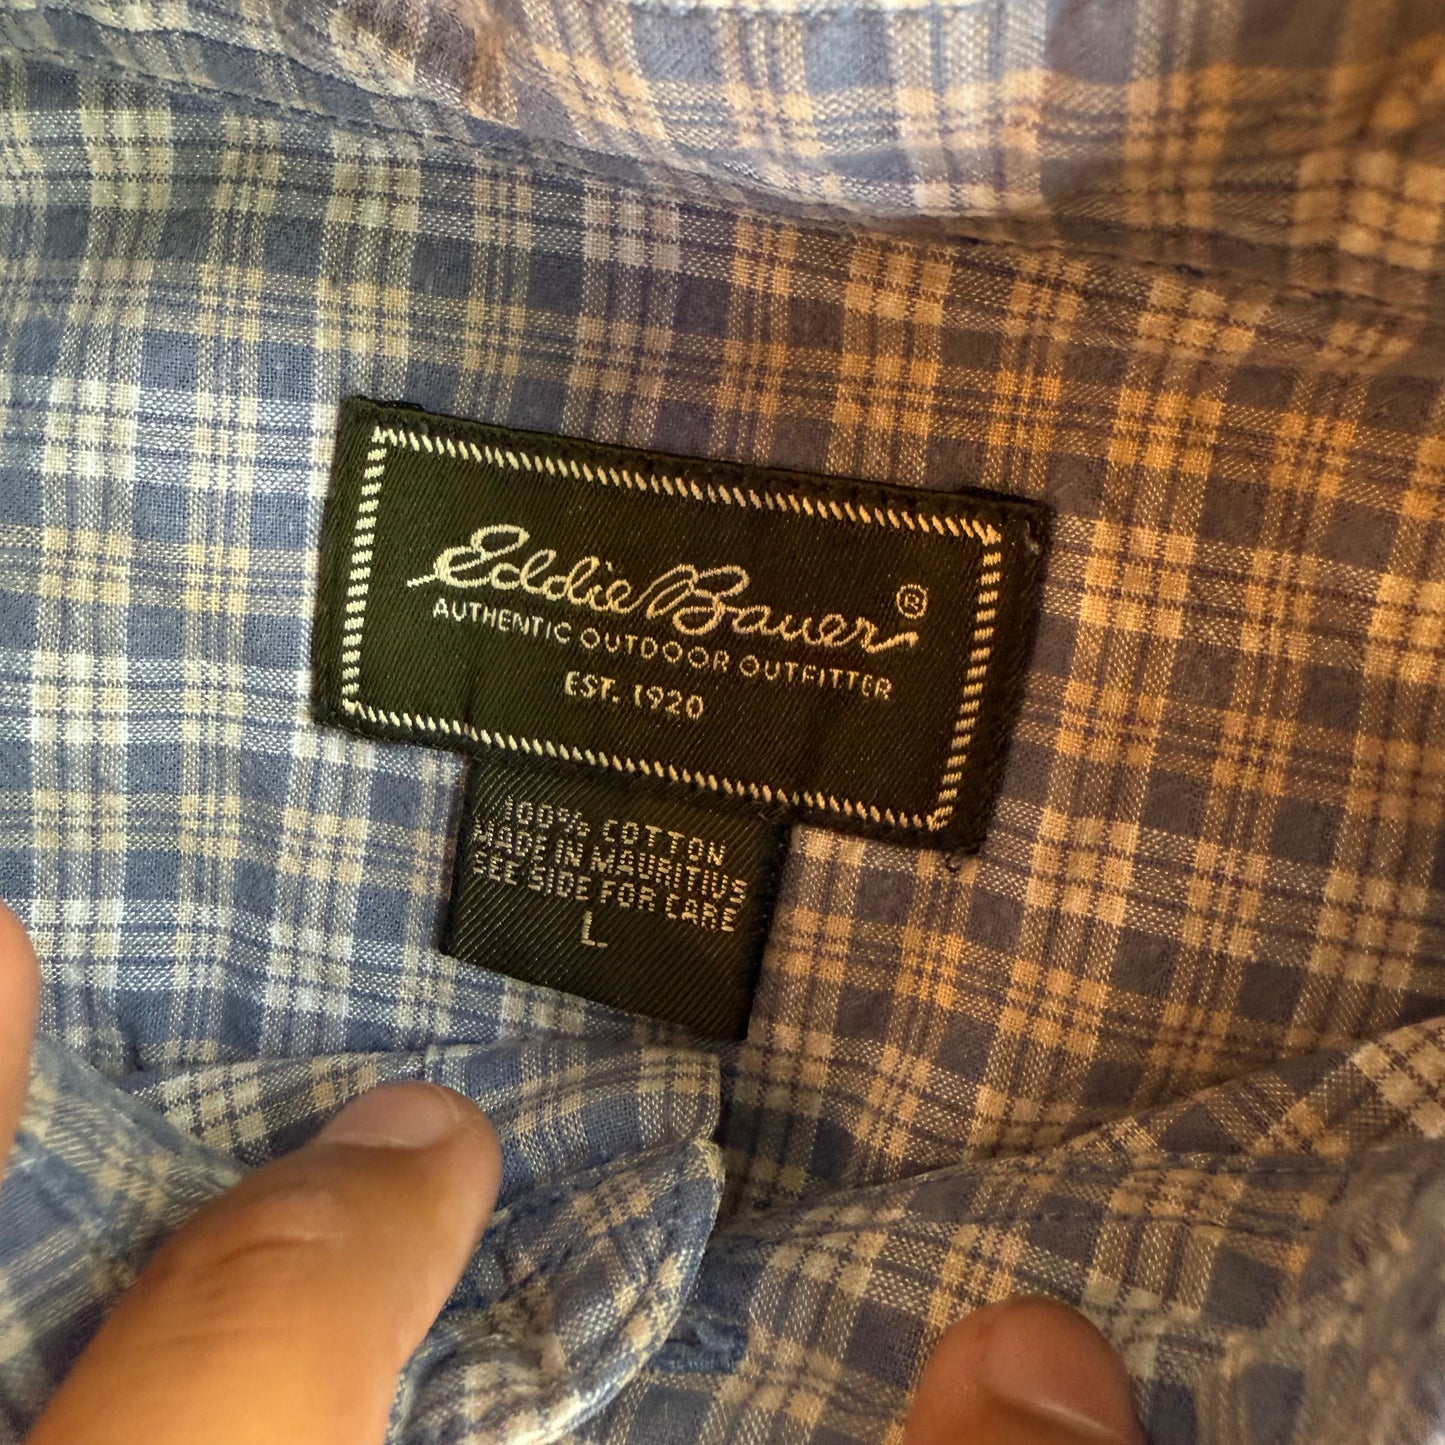 Eddie Bauer®
AUTHENTIC OUTDOOR OUTFITTER
EST. 1920
100% COTTON
MADE IN MAURITIUS
SEE SIDE FOR CARE
L